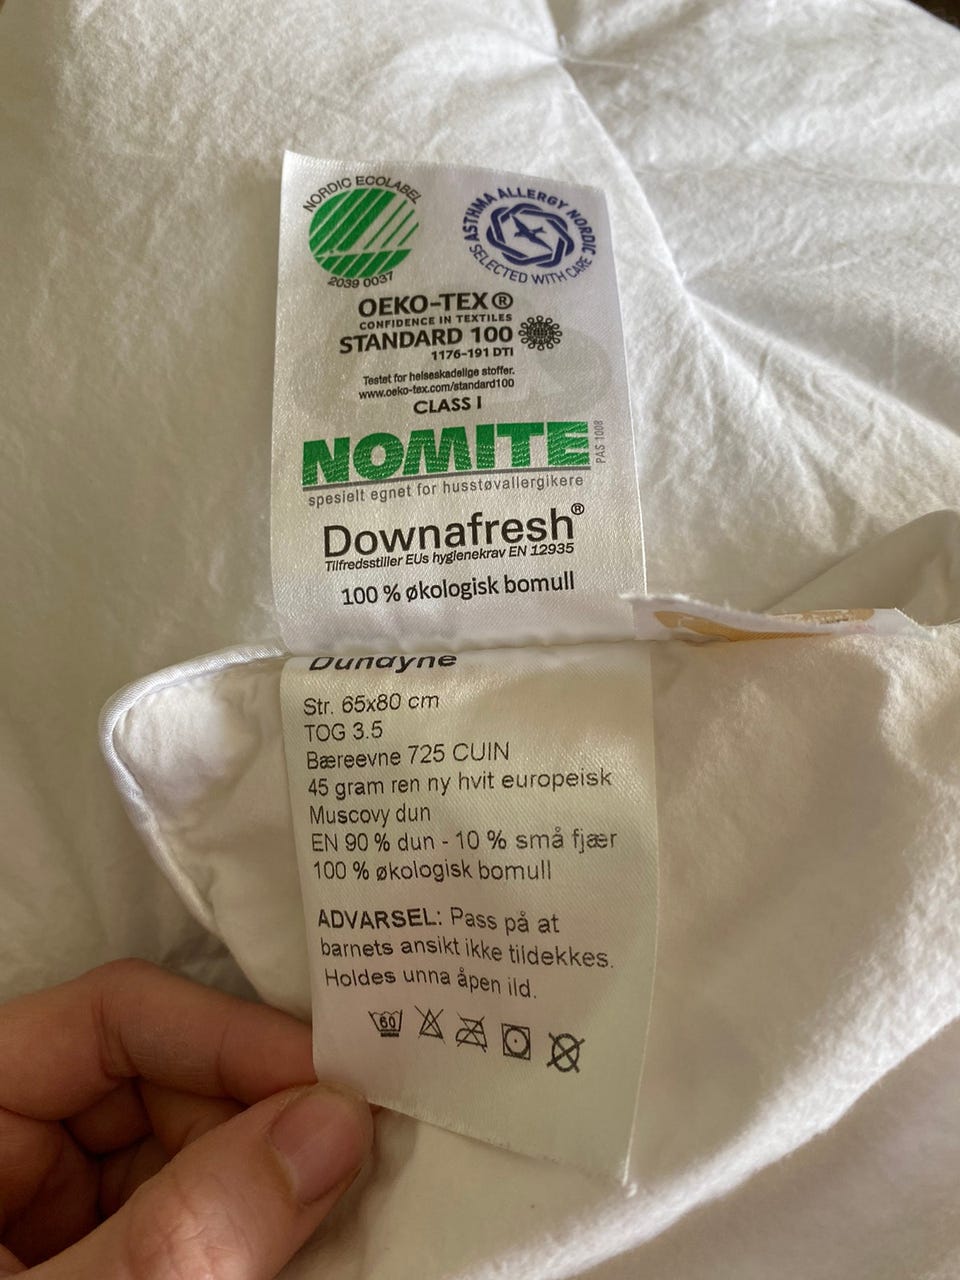 NORDIC ECOLABEL
2039 0037
ASTHMA ALLERGY NORDIC
SELECTED WITH CARE
OEKO-TEX®
CONFIDENCE IN TEXTILES
STANDARD 100
1176-191 DTI
Testet for helseskadelige stoffer.
www.oeko-tex.com/standard100
CLASS I
NOMITE
PAS 1008
spesielt egnet for husstøvallergikere
Downafresh®
Tilfredsstiller EUs hygienekrav EN 12935
100 % økologisk bomull
Dundyne
Str. 65x80 cm
TOG 3.5
Bæreevne 725 CUIN
45 gram ren ny hvit europeisk
Muscovy dun
EN 90 % dun - 10 % små fjær
100 % økologisk bomull
ADVARSEL: Pass på at
barnets ansikt ikke tildekkes.
Holdes unna åpen ild.
60